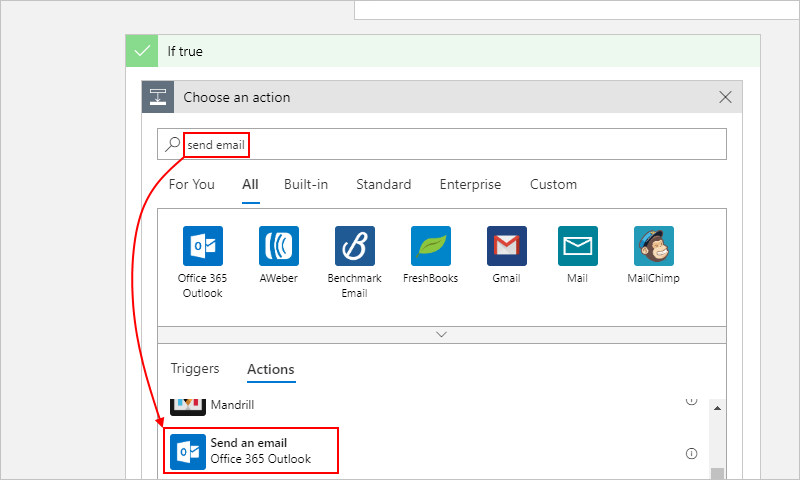 If true
Choose an action
send email
For You All Built-in Standard Enterprise Custom
Office 365 Outlook AWeber Benchmark Email FreshBooks Gmail Mail MailChimp
Triggers Actions
Mandrill
Send an email
Office 365 Outlook